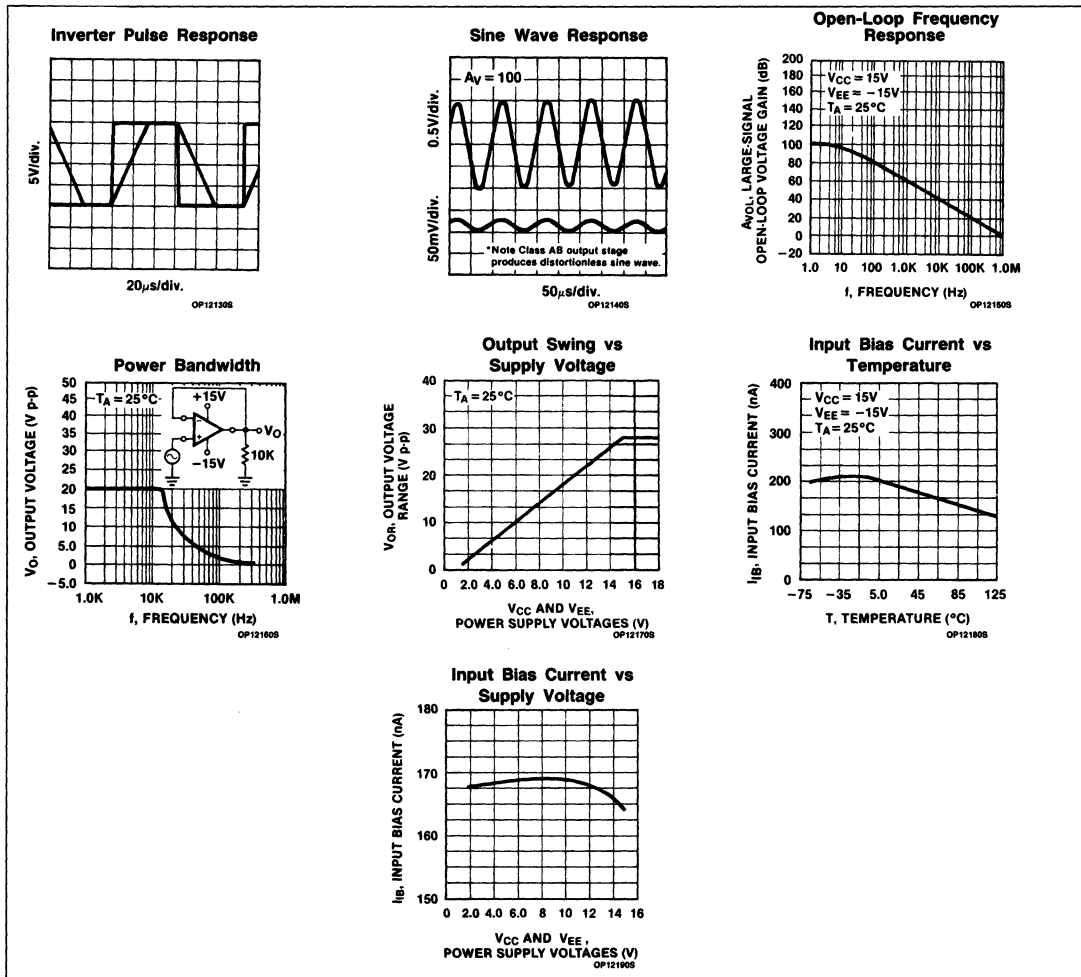 Inverter Pulse Response
5V/div.
20µs/div.
OP12130S
Sine Wave Response
AV = 100
0.5V/div.
50mV/div.
*Note Class AB output stage
produces distortionless sine wave.
50µs/div.
OP12140S
Open-Loop Frequency
Response
AVOL, LARGE-SIGNAL
OPEN-LOOP VOLTAGE GAIN (dB)
200
180
160
140
120
100
80
60
40
20
0
−20
VCC = 15V
VEE = −15V
TA = 25°C
1.0 10 100 1.0K 10K 100K 1.0M
f, FREQUENCY (Hz)
OP12150S
Power Bandwidth
VO, OUTPUT VOLTAGE (V p-p)
50
45
40
35
30
25
20
15
10
5.0
0
−5.0
TA = 25°C
+15V
−
+
VO
−15V
10K
1.0K 10K 100K 1.0M
f, FREQUENCY (Hz)
OP12160S
Output Swing vs
Supply Voltage
VOR, OUTPUT VOLTAGE
RANGE (V p-p)
40
30
20
10
0
TA = 25°C
0 2.0 4.0 6.0 8.0 10 12 14 16 18
VCC AND VEE,
POWER SUPPLY VOLTAGES (V)
OP12170S
Input Bias Current vs
Temperature
IIB, INPUT BIAS CURRENT (nA)
400
300
200
100
0
VCC = 15V
VEE = −15V
TA = 25°C
−75 −35 5.0 45 85 125
T, TEMPERATURE (°C)
OP12180S
Input Bias Current vs
Supply Voltage
IIB, INPUT BIAS CURRENT (nA)
180
170
160
150
0 2.0 4.0 6.0 8 10 12 14 16
VCC AND VEE,
POWER SUPPLY VOLTAGES (V)
OP12190S